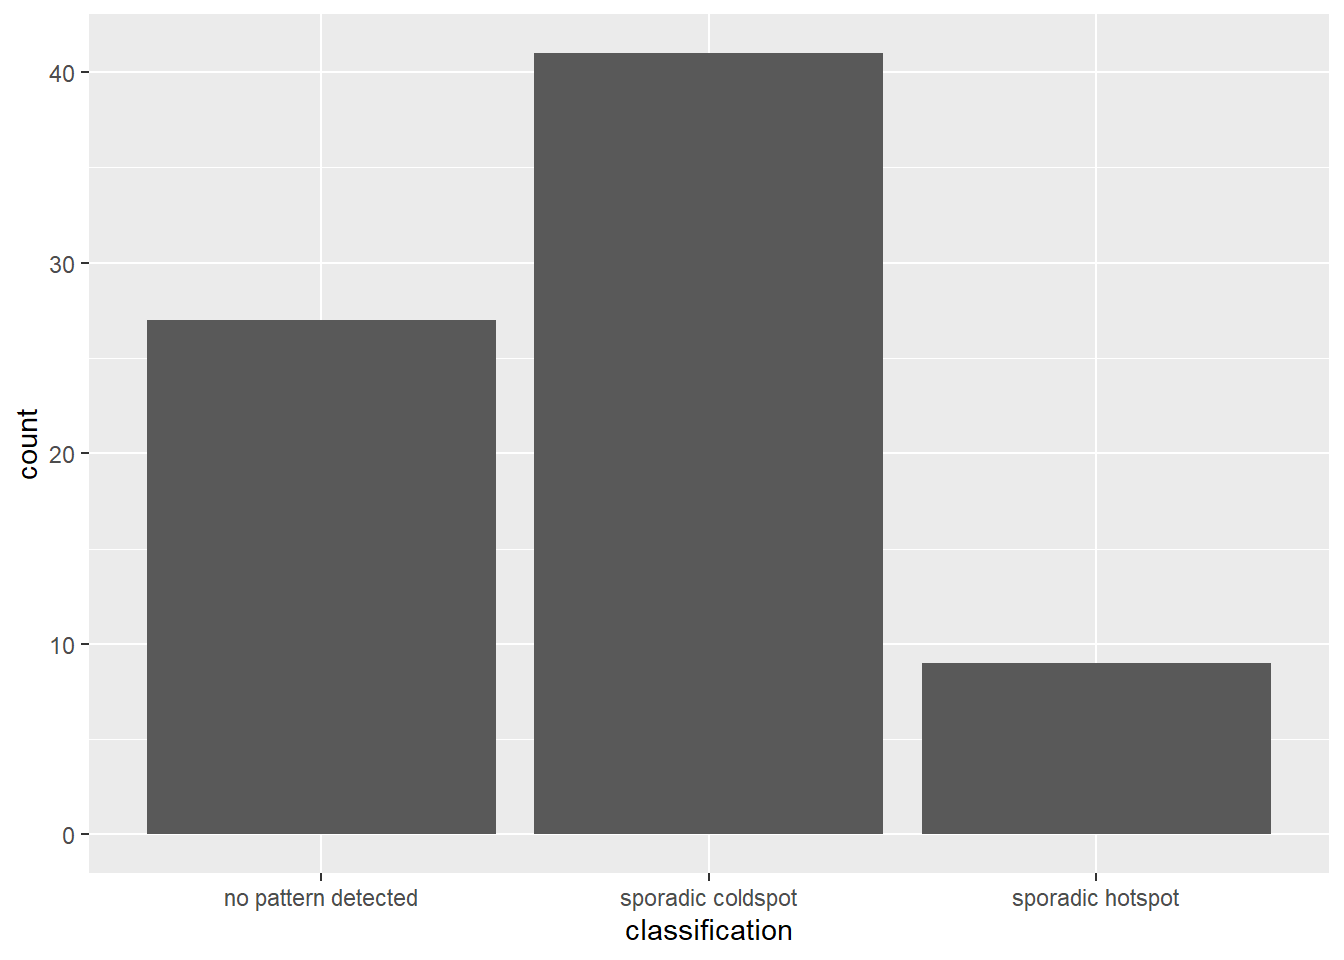 count
40
30
20
10
0
no pattern detected
sporadic coldspot
sporadic hotspot
classification